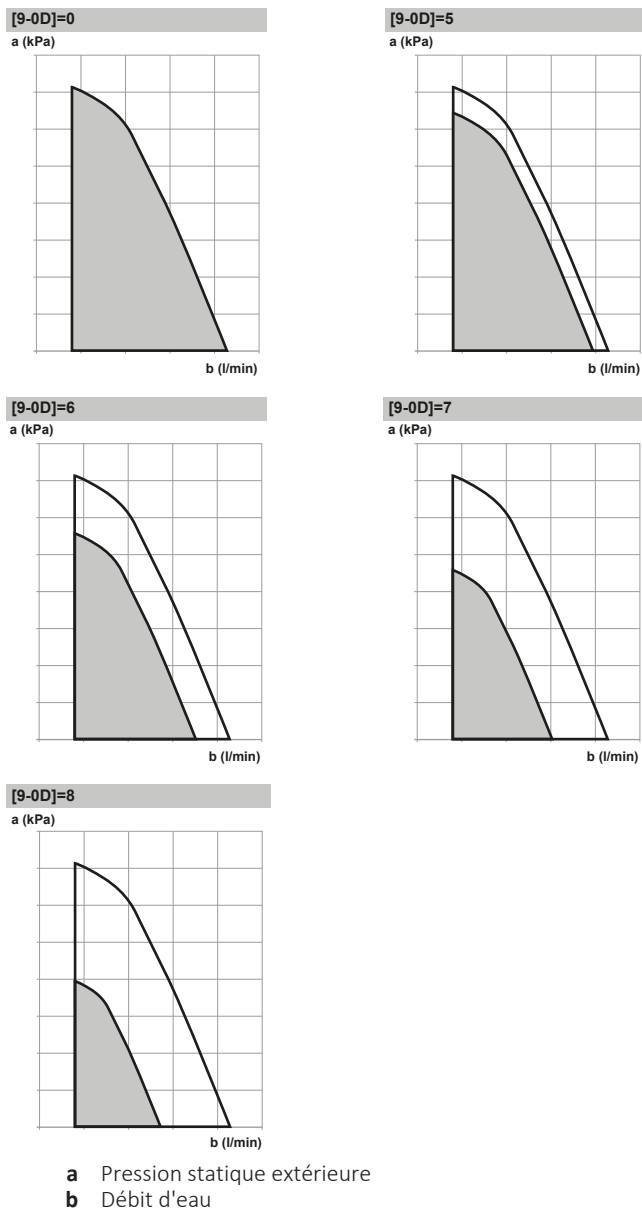 [9-0D]=0
a (kPa)
b (l/min)
[9-0D]=5
a (kPa)
b (l/min)
[9-0D]=6
a (kPa)
b (l/min)
[9-0D]=7
a (kPa)
b (l/min)
[9-0D]=8
a (kPa)
b (l/min)
a Pression statique extérieure
b Débit d'eau